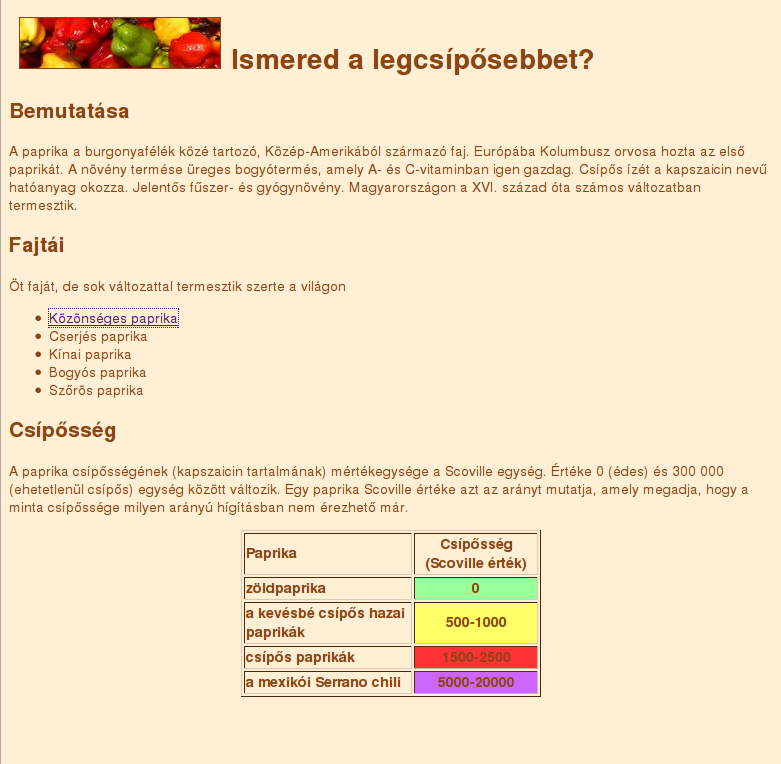 Ismered a legcsípősebbet?
Bemutatása
A paprika a burgonyafélék közé tartozó, Közép-Amerikából származó faj. Európába Kolumbusz orvosa hozta az első
paprikát. A növény termése üreges bogyótermés, amely A- és C-vitaminban igen gazdag. Csípős ízét a kapszaicin nevű
hatóanyag okozza. Jelentős fűszer- és gyógynövény. Magyarországon a XVI. század óta számos változatban
termesztik.
Fajtái
Öt faját, de sok változattal termesztik szerte a világon
Közönséges paprika
Cserjés paprika
Kínai paprika
Bogyós paprika
Szőrös paprika
Csípősség
A paprika csípősségének (kapszaicin tartalmának) mértékegysége a Scoville egység. Értéke 0 (édes) és 300 000
(ehetetlenül csípős) egység között változik. Egy paprika Scoville értéke azt az arányt mutatja, amely megadja, hogy a
minta csípőssége milyen arányú hígításban nem érezhető már.
Paprika
Csípősség
(Scoville érték)
zöldpaprika
0
a kevésbé csípős hazai
paprikák
500-1000
csípős paprikák
1500-2500
a mexikói Serrano chili
5000-20000